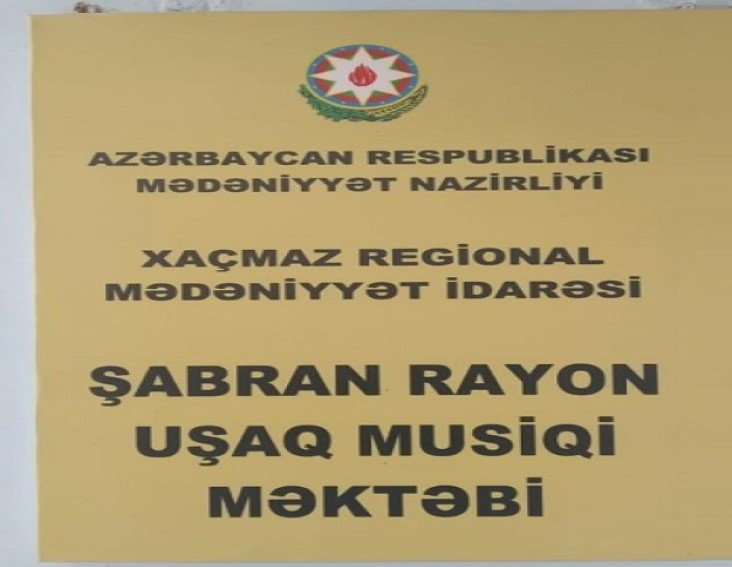 AZƏRBAYCAN RESPUBLİKASI
MƏDƏNİYYƏT NAZİRLİYİ
XAÇMAZ REGİONAL
MƏDƏNİYYƏT İDARƏSİ
ŞABRAN RAYON
UŞAQ MUSİQİ
MƏKTƏBİ